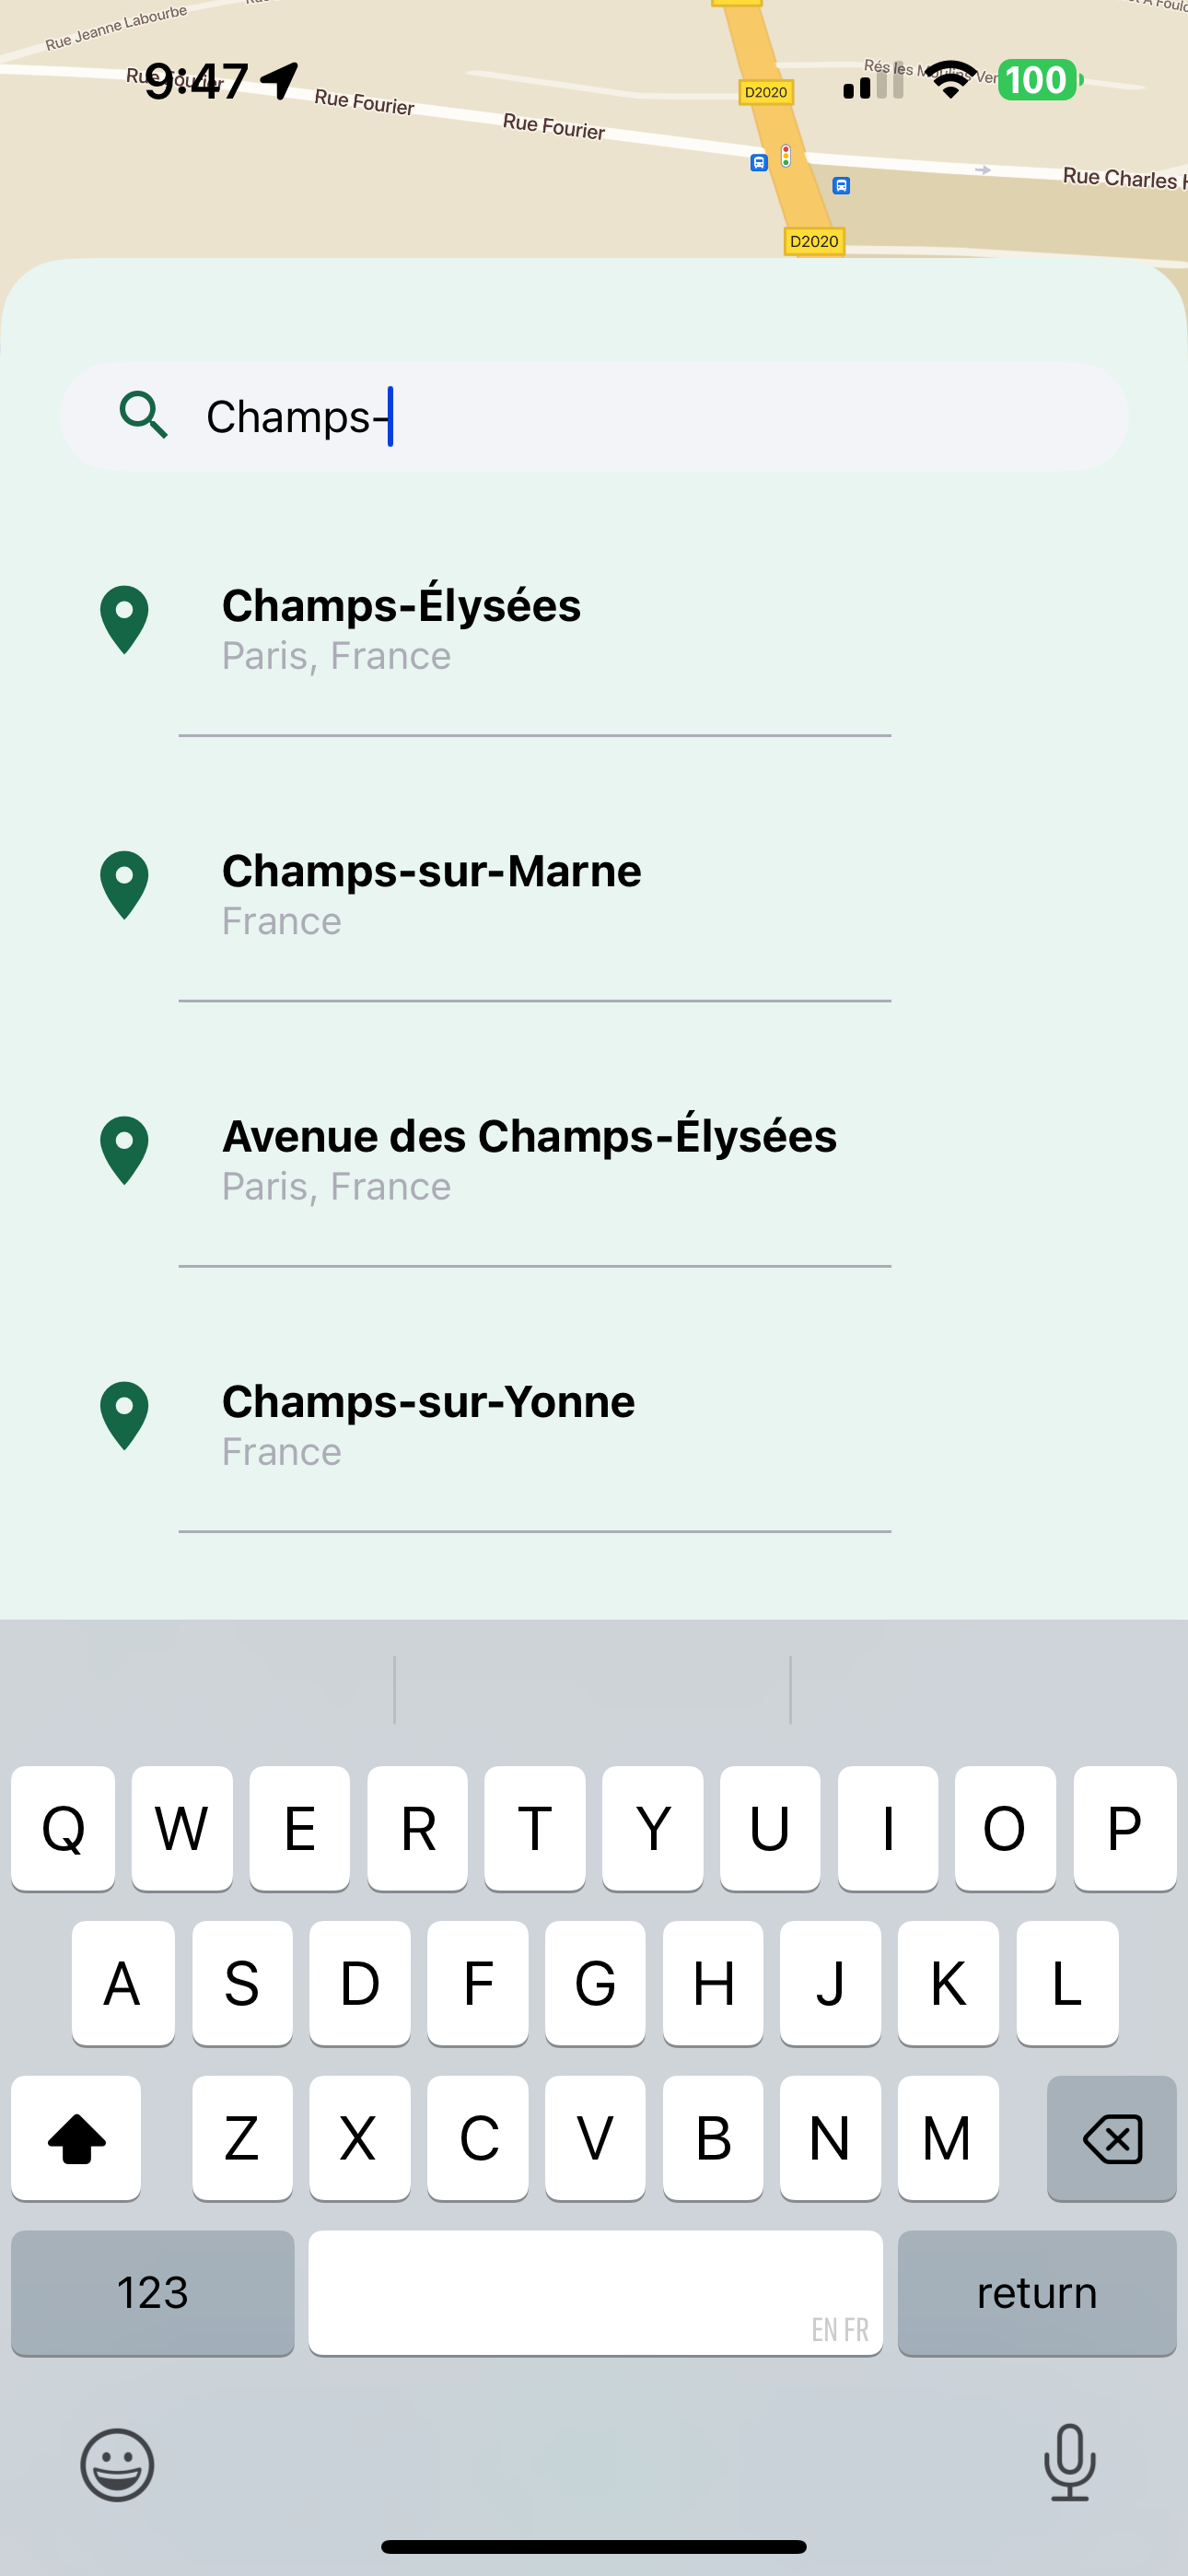 Rue Jeanne Labourbe
9:47
Rue Fourier
Rue Fourier
Rue Fourier
D2020
Rés les Moulins Ver
100
Rue Charles H
D2020
Champs-
Champs-Élysées
Paris, France
Champs-sur-Marne
France
Avenue des Champs-Élysées
Paris, France
Champs-sur-Yonne
France
Q W E R T Y U I O P
A S D F G H J K L
Z X C V B N M
123
EN FR
return